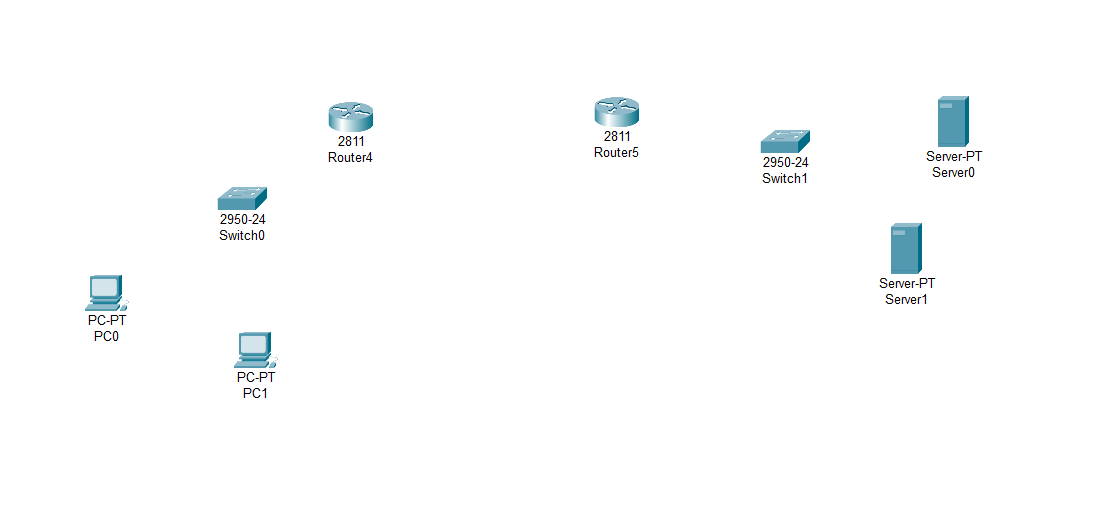 2811
Router4
2811
Router5
2950-24
Switch1
Server-PT
Server0
2950-24
Switch0
Server-PT
Server1
PC-PT
PC0
PC-PT
PC1